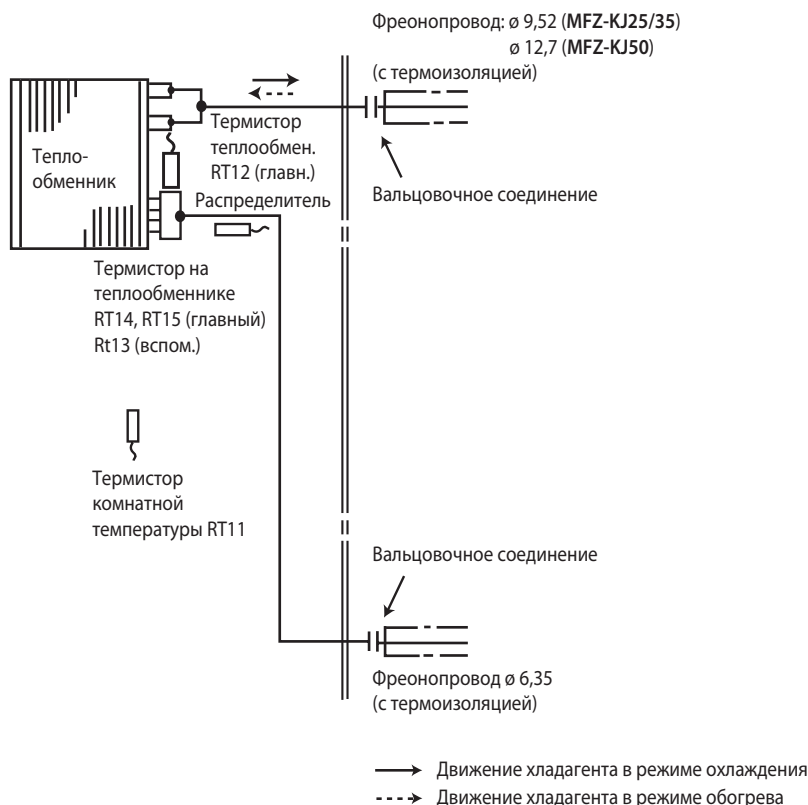 Фреонопровод: ø 9,52 (MFZ-KJ25/35)
ø 12,7 (MFZ-KJ50)
(с термоизоляцией)
Термистор
теплообмен.
RT12 (главн.)
Тепло-
обменник
Вальцовочное соединение
Распределитель
Термистор на
теплообменнике
RT14, RT15 (главный)
Rt13 (вспом.)
Термистор
комнатной
температуры RT11
Вальцовочное соединение
Фреонопровод ø 6,35
(с термоизоляцией)
Движение хладагента в режиме охлаждения
Движение хладагента в режиме обогрева